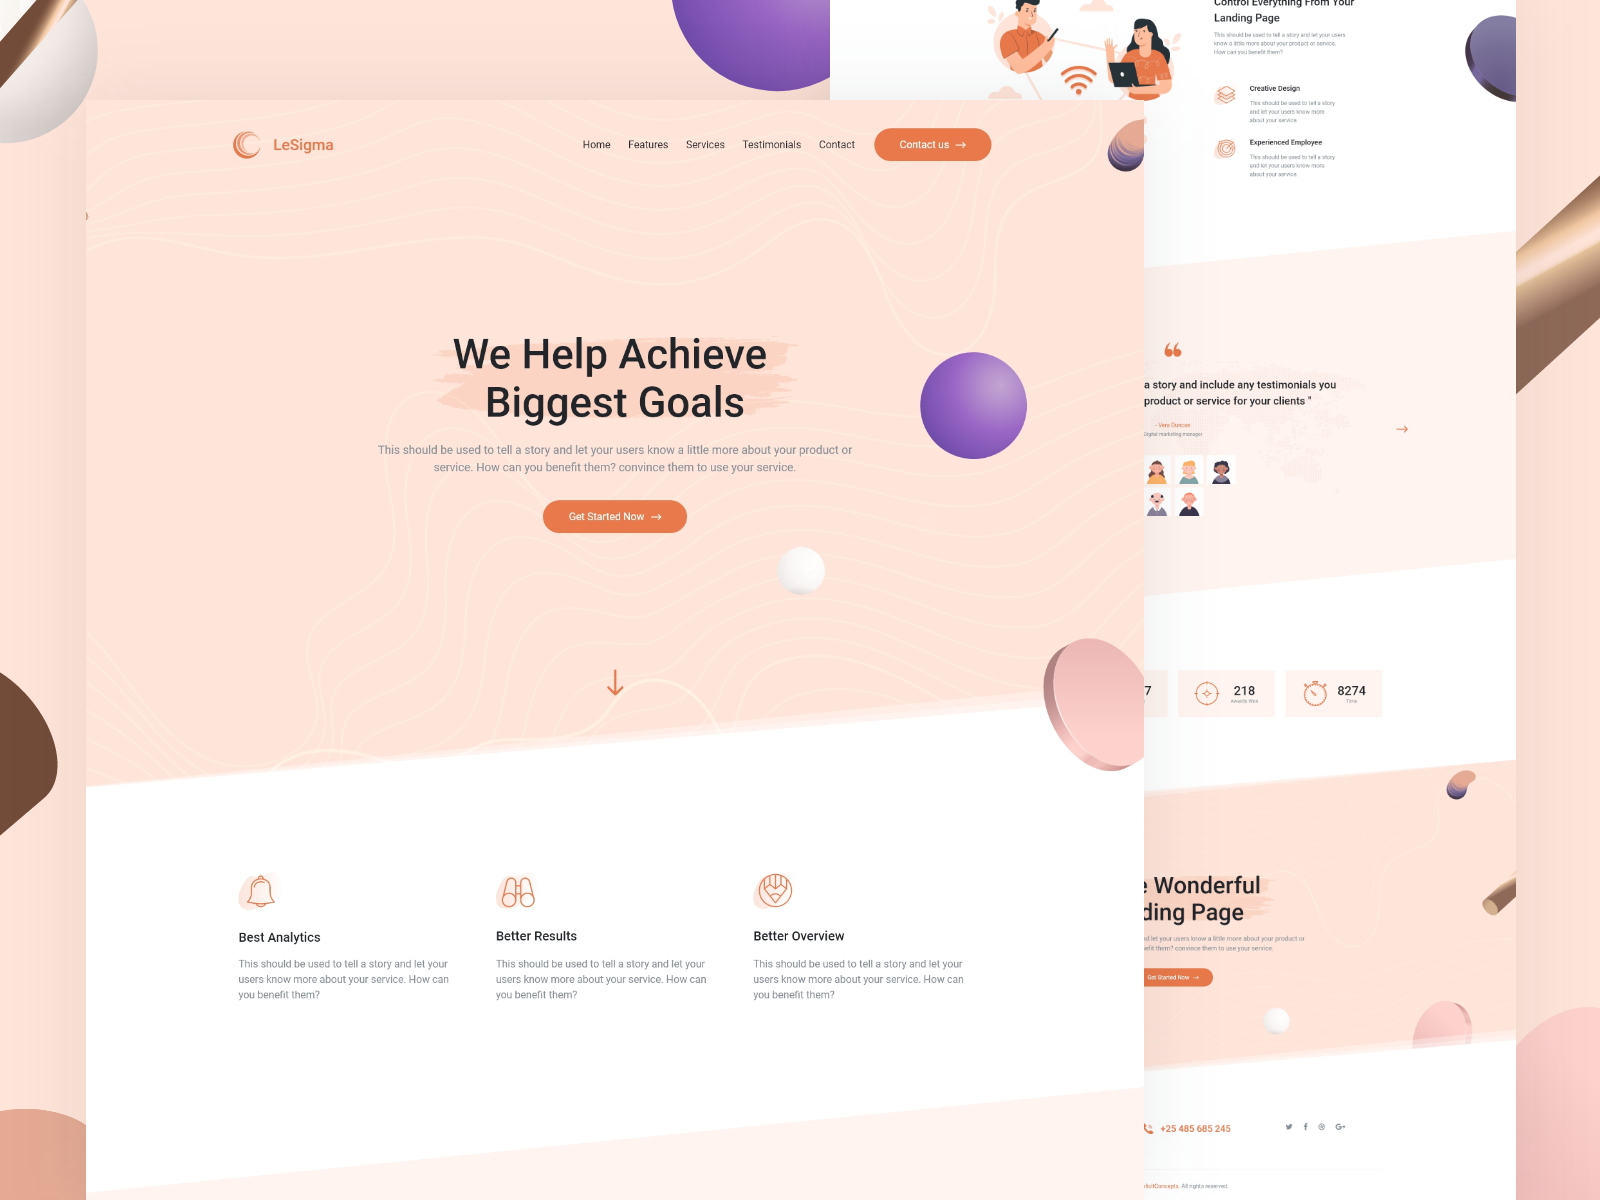 LeSigma
Home
Features
Services
Testimonials
Contact
Contact us
We Help Achieve
Biggest Goals
This should be used to tell a story and let your users know a little more about your product or
service. How can you benefit them? convince them to use your service.
Get Started Now
Best Analytics
This should be used to tell a story and let your
users know more about your service. How can
you benefit them?
Better Results
This should be used to tell a story and let your
users know more about your service. How can
you benefit them?
Better Overview
This should be used to tell a story and let your
users know more about your service. How can
you benefit them?
Control Everything From Your
Landing Page
This should be used to tell a story and let your users
know a little more about your product or service.
How can you benefit them?
Creative Design
This should be used to tell a story
and let your users know more
about your service
Experienced Employee
This should be used to tell a story
and let your users know more
about your service
a story and include any testimonials you
product or service for your clients "
- Vera Duncan
Digital marketing manager
7
218
Awards Won
8274
Time
e Wonderful
ding Page
nd let your users know a little more about your product or
efit them? convince them to use your service.
Get Started Now
+25 485 685 245
. All rights reserved.